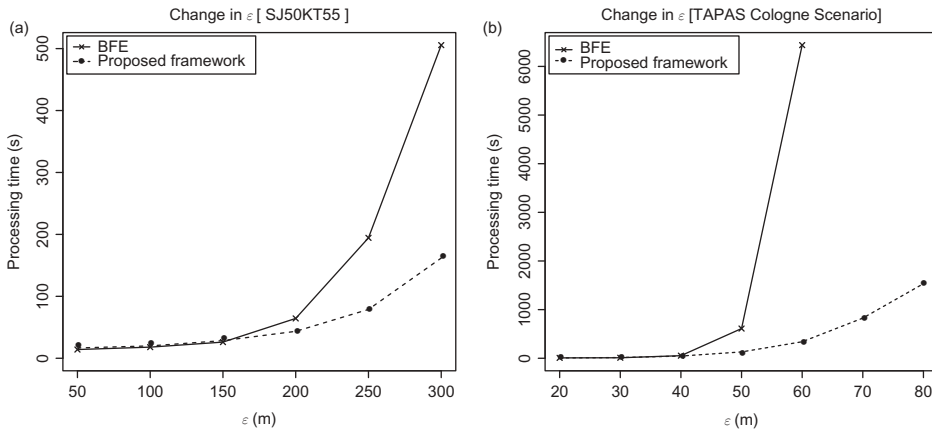 (a)
Change in ε [ SJ50KT55 ]
BFE
Proposed framework
Processing time (s)
0 100 200 300 400 500
50 100 150 200 250 300
ε (m)
(b)
Change in ε [TAPAS Cologne Scenario]
BFE
Proposed framework
Processing time (s)
0 1000 2000 3000 4000 5000 6000
20 30 40 50 60 70 80
ε (m)